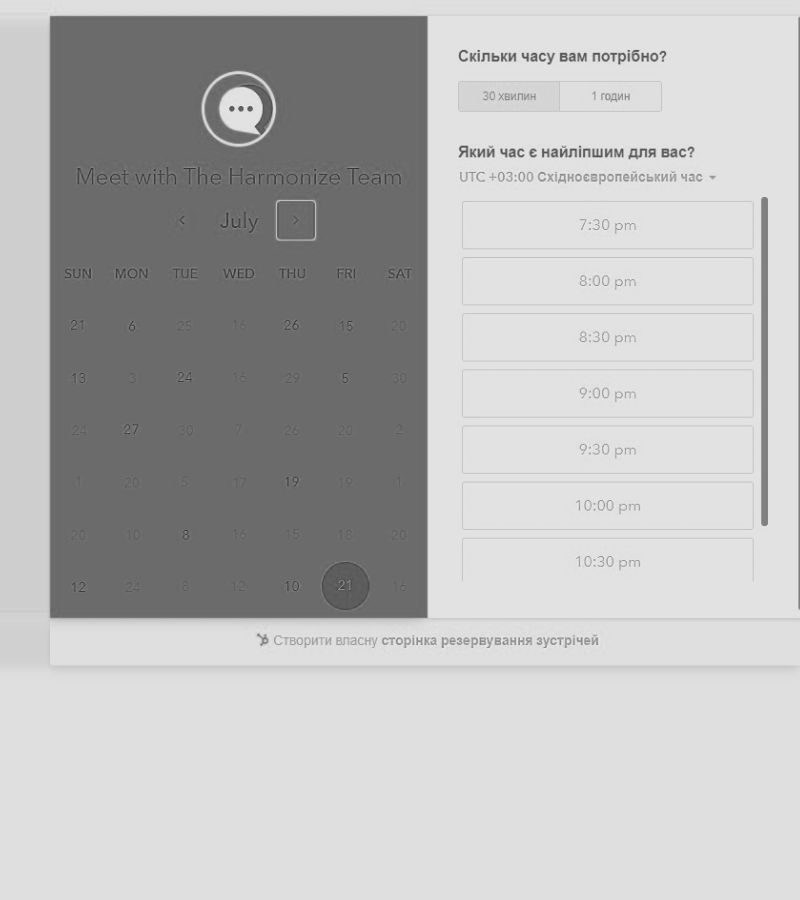 Meet with The Harmonize Team
July
SUN MON TUE WED THU FRI SAT
21 6 25 16 26 15 20
13 3 24 16 29 5 30
24 27 30 7 26 20 2
1 20 5 17 19 19 1
20 10 8 16 15 18 20
12 24 8 12 10 21 16
Скільки часу вам потрібно?
30 хвилин 1 годин
Який час є найліпшим для вас?
UTC +03:00 Східноєвропейський час
7:30 pm
8:00 pm
8:30 pm
9:00 pm
9:30 pm
10:00 pm
10:30 pm
Створити власну сторінка резервування зустрічей